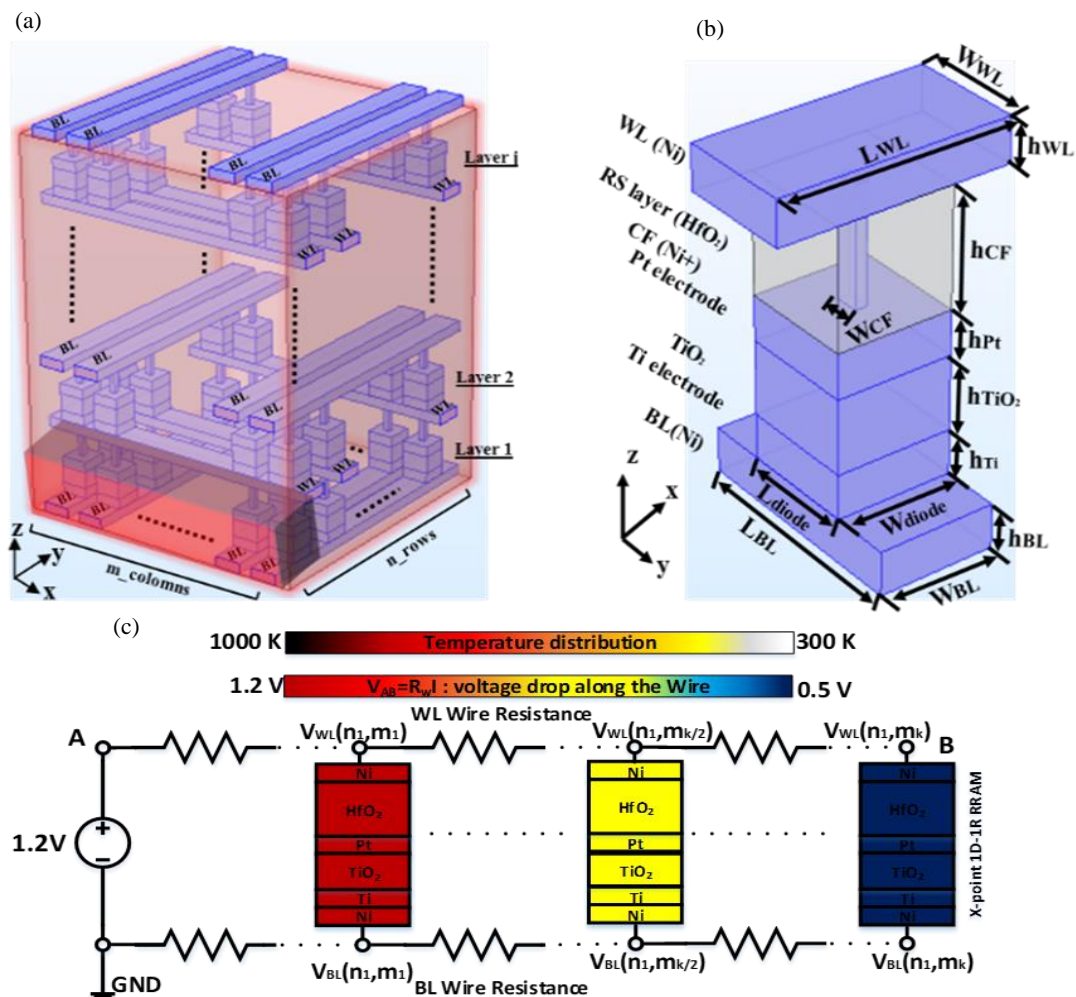 (a)
BL
BL
BL
BL
Layer j
WL
WL
WL
BL
BL
BL
BL
Layer 2
WL
Layer 1
WL
WL
BL
BL
BL
BL
z
y
x
m_colomns
n_rows
(b)
WWL
WL (Ni)
LWL
hWL
RS layer (HfO2)
CF (Ni+)
Pt electrode
hCF
WCF
hPt
TiO2
Ti electrode
hTiO2
BL(Ni)
hTi
z
x
y
Ldiode
Wdiode
LBL
hBL
WBL
(c)
1000 K
Temperature distribution
300 K
1.2 V
VAB=RwI : voltage drop along the Wire
0.5 V
WL Wire Resistance
A
VWL(n1,m1)
VWL(n1,mk/2)
VWL(n1,mk)
B
Ni
HfO2
Pt
TiO2
Ti
Ni
Ni
HfO2
Pt
TiO2
Ti
Ni
Ni
HfO2
Pt
TiO2
Ti
Ni
X-point 1D-1R RRAM
1.2V
+
−
GND
VBL(n1,m1)
VBL(n1,mk/2)
VBL(n1,mk)
BL Wire Resistance